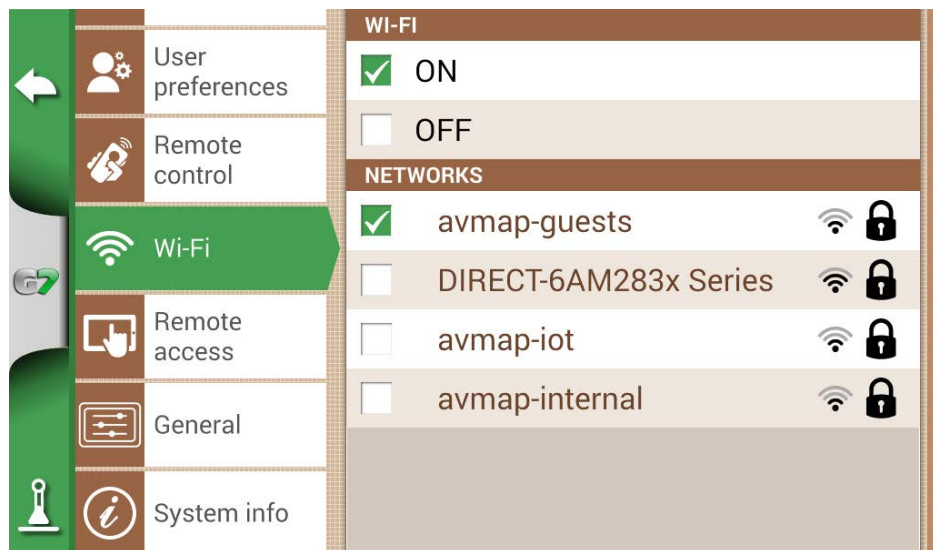 User
preferences
Remote
control
Wi-Fi
Remote
access
General
System info
G7
WI-FI
ON
OFF
NETWORKS
avmap-guests
DIRECT-6AM283x Series
avmap-iot
avmap-internal